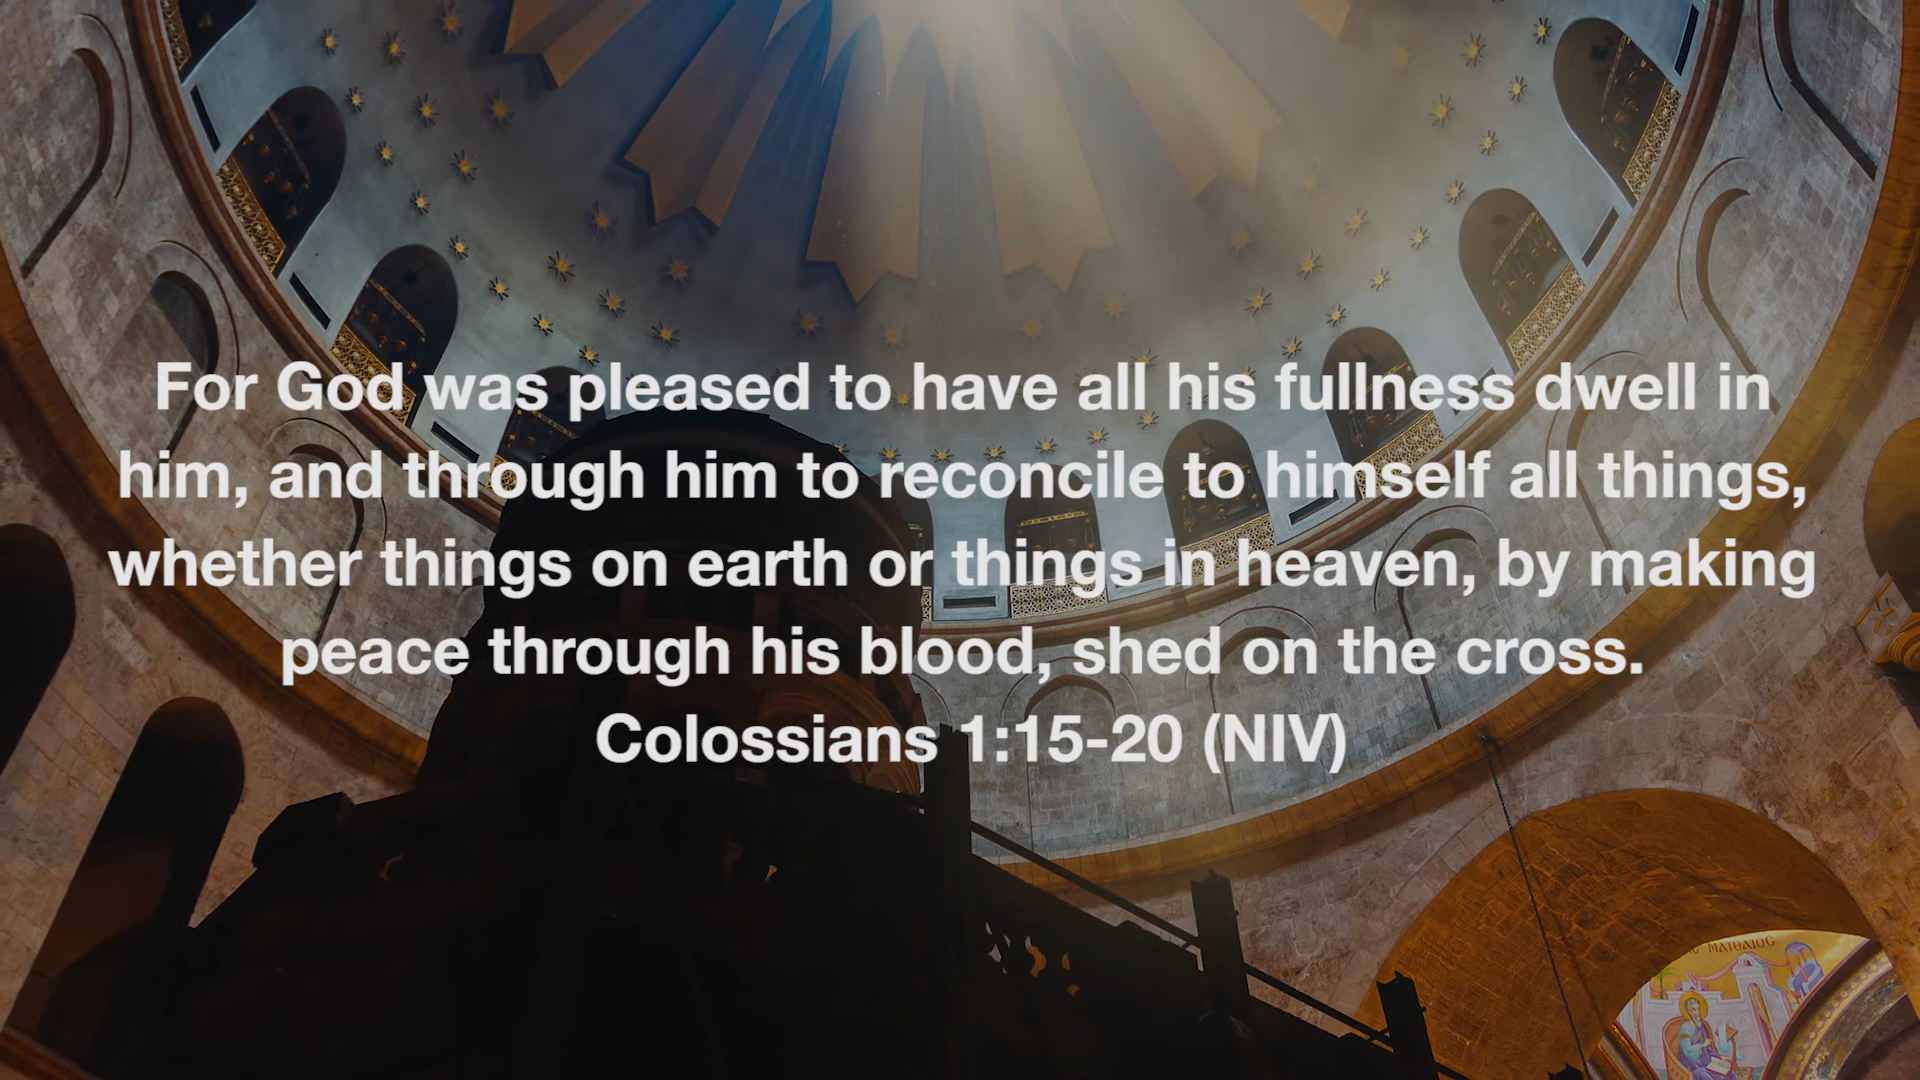 For God was pleased to have all his fullness dwell in
him, and through him to reconcile to himself all things,
whether things on earth or things in heaven, by making
peace through his blood, shed on the cross.
Colossians 1:15-20 (NIV)
ΜΑΤΘΑΙΟΣ